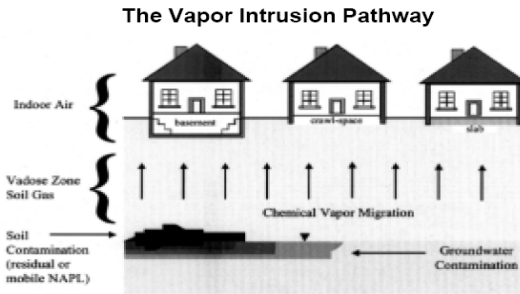 The Vapor Intrusion Pathway
Indoor Air
basement
crawl-space
slab
Vadose Zone
Soil Gas
Chemical Vapor Migration
Soil
Contamination
(residual or
mobile NAPL)
Groundwater
Contamination